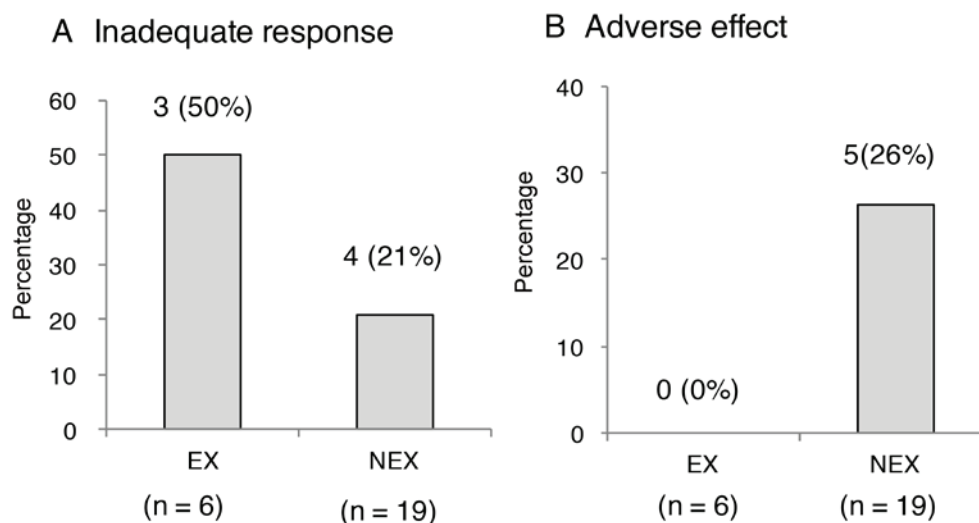 A Inadequate response
Percentage
60
50
40
30
20
10
0
3 (50%)
4 (21%)
EX
NEX
(n = 6)
(n = 19)
B Adverse effect
Percentage
40
30
20
10
0
0 (0%)
5(26%)
EX
NEX
(n = 6)
(n = 19)